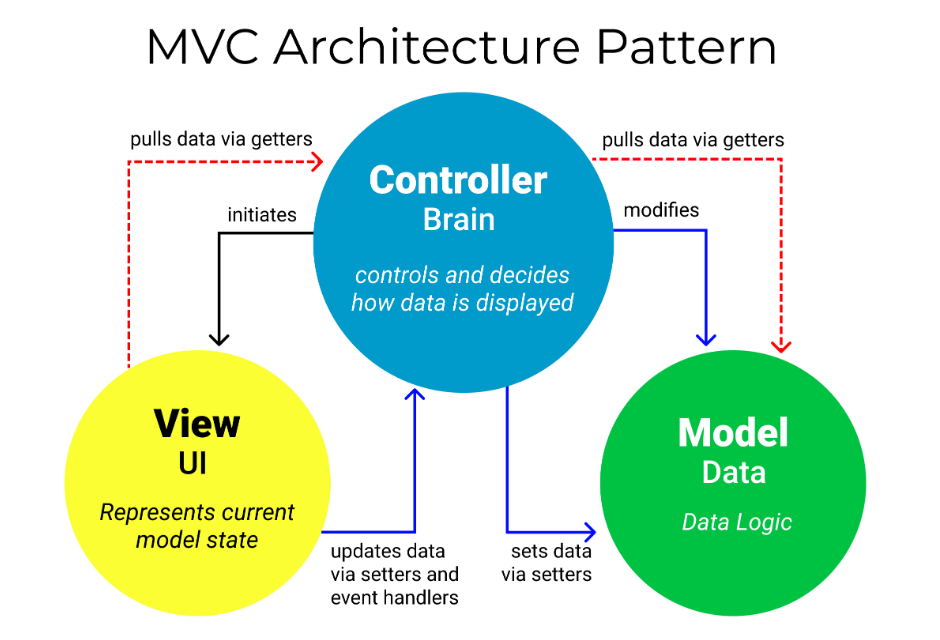 MVC Architecture Pattern
pulls data via getters
pulls data via getters
Controller
Brain
controls and decides
how data is displayed
initiates
modifies
View
UI
Represents current
model state
Model
Data
Data Logic
updates data
via setters and
event handlers
sets data
via setters